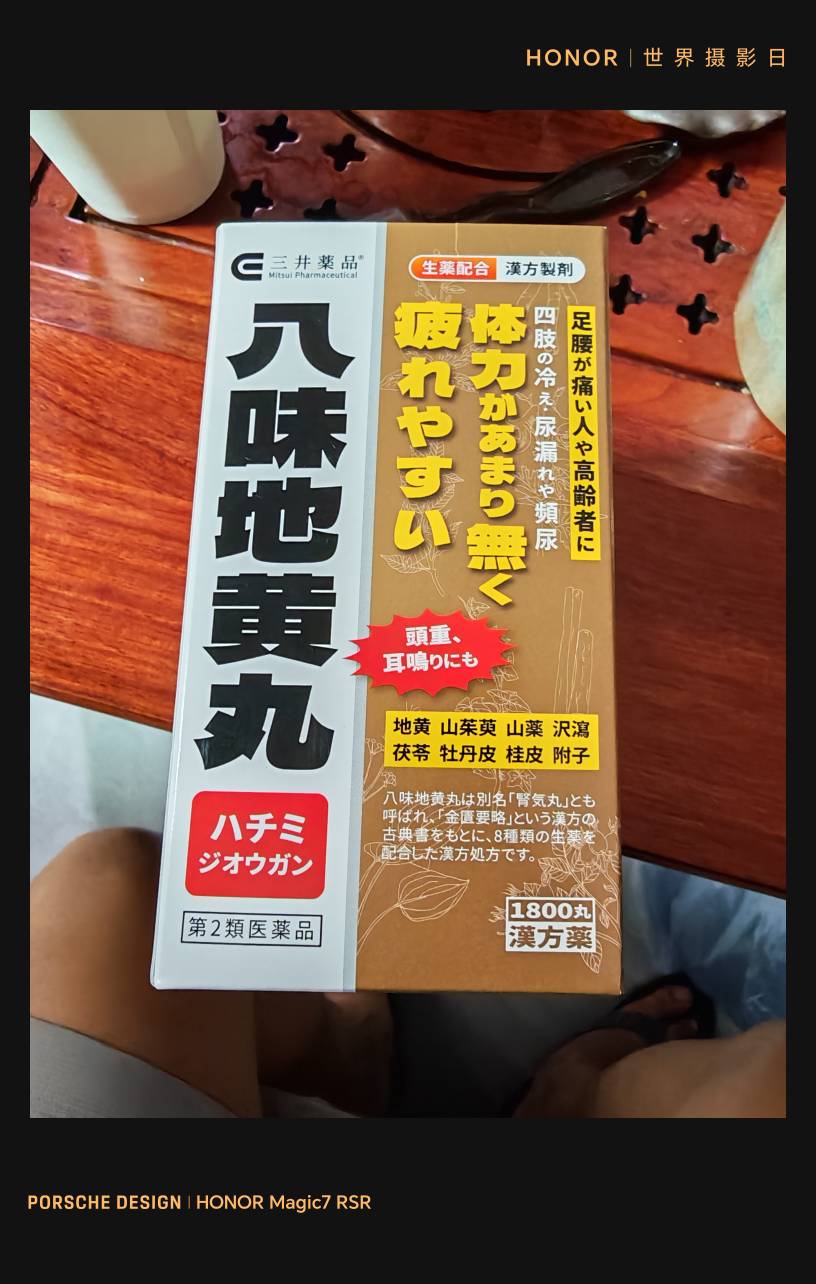 HONOR | 世界摄影日
三井薬品®
Mitsui Pharmaceutical
八味地黄丸
ハチミ
ジオウガン
第2類医薬品
生薬配合 漢方製剤
足腰が痛い人や高齢者に
四肢の冷え・尿漏れや頻尿
体力があまり無く
疲れやすい
頭重、
耳鳴りにも
地黄 山茱萸 山薬 沢瀉
茯苓 牡丹皮 桂皮 附子
八味地黄丸は別名「腎気丸」とも
呼ばれ、「金匱要略」という漢方の
古典書をもとに、8種類の生薬を
配合した漢方処方です。
1800丸
漢方薬
PORSCHE DESIGN | HONOR Magic7 RSR